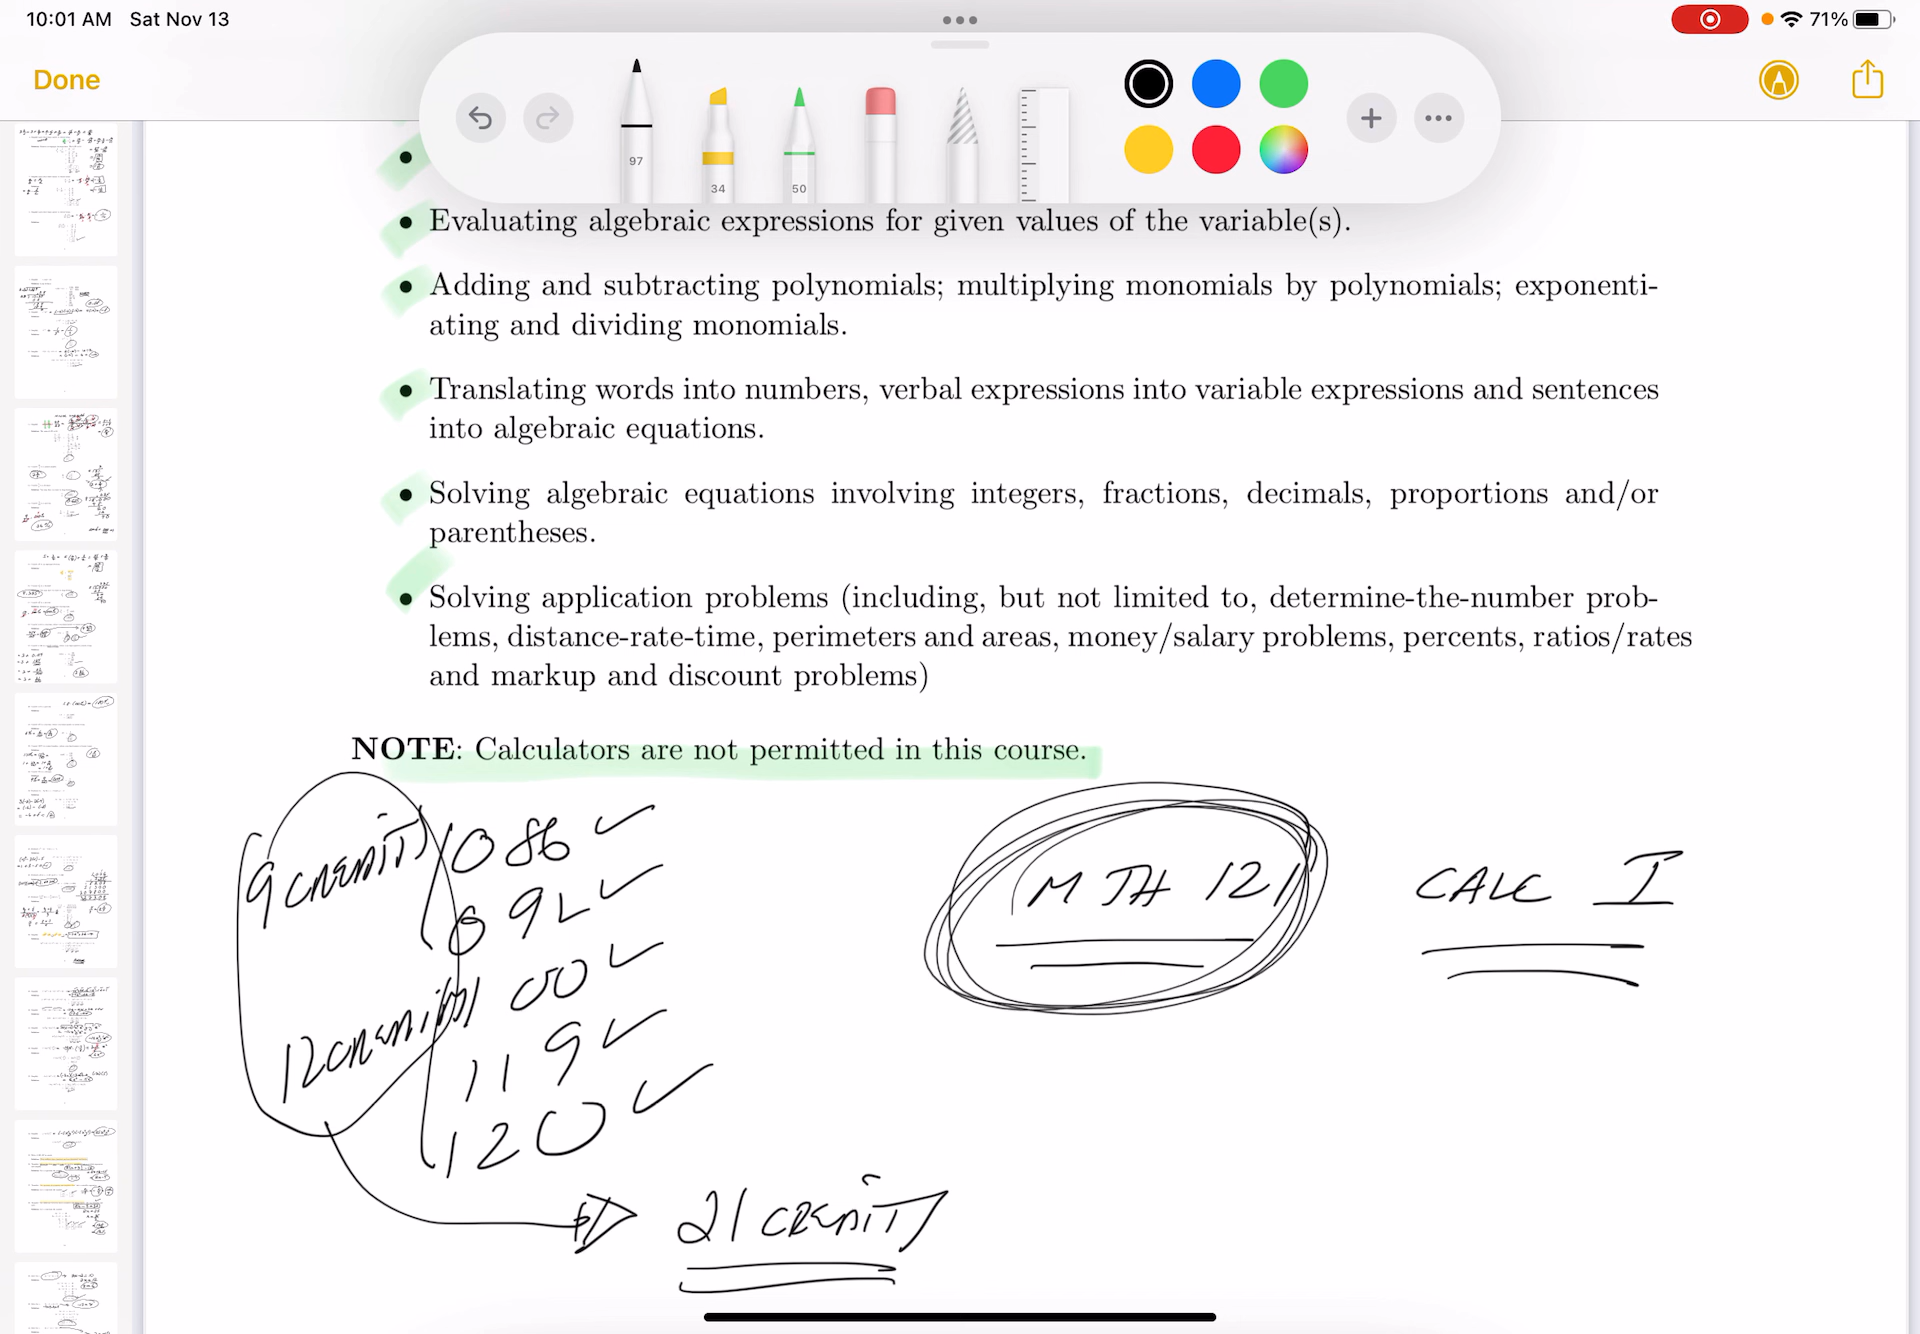 10:01 AM Sat Nov 13
71%
Done
97
34
50
• Evaluating algebraic expressions for given values of the variable(s).
• Adding and subtracting polynomials; multiplying monomials by polynomials; exponenti-
ating and dividing monomials.
• Translating words into numbers, verbal expressions into variable expressions and sentences
into algebraic equations.
• Solving algebraic equations involving integers, fractions, decimals, proportions and/or
parentheses.
• Solving application problems (including, but not limited to, determine-the-number prob-
lems, distance-rate-time, perimeters and areas, money/salary problems, percents, ratios/rates
and markup and discount problems)
NOTE: Calculators are not permitted in this course.
9 CREDITS
086 ✓
092 ✓
12 CREDITS
100 ✓
119 ✓
120 ✓
21 CREDITS
MTH 121
CALC I